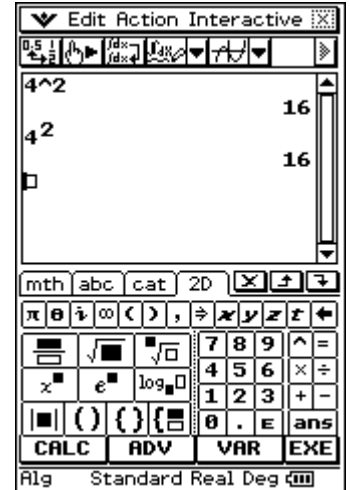 Edit Action Interactive
4^2
16
4²
16
mth abc cat 2D
π θ i ∞ ( ) , ⇒ x y z t ←
√■ ■√□ 7 8 9 ^ =
x■ e■ log■□ 4 5 6 × ÷
1 2 3 + -
|■| ( ) { } {■ 0 . E ans
CALC ADV VAR EXE
Alg Standard Real Deg